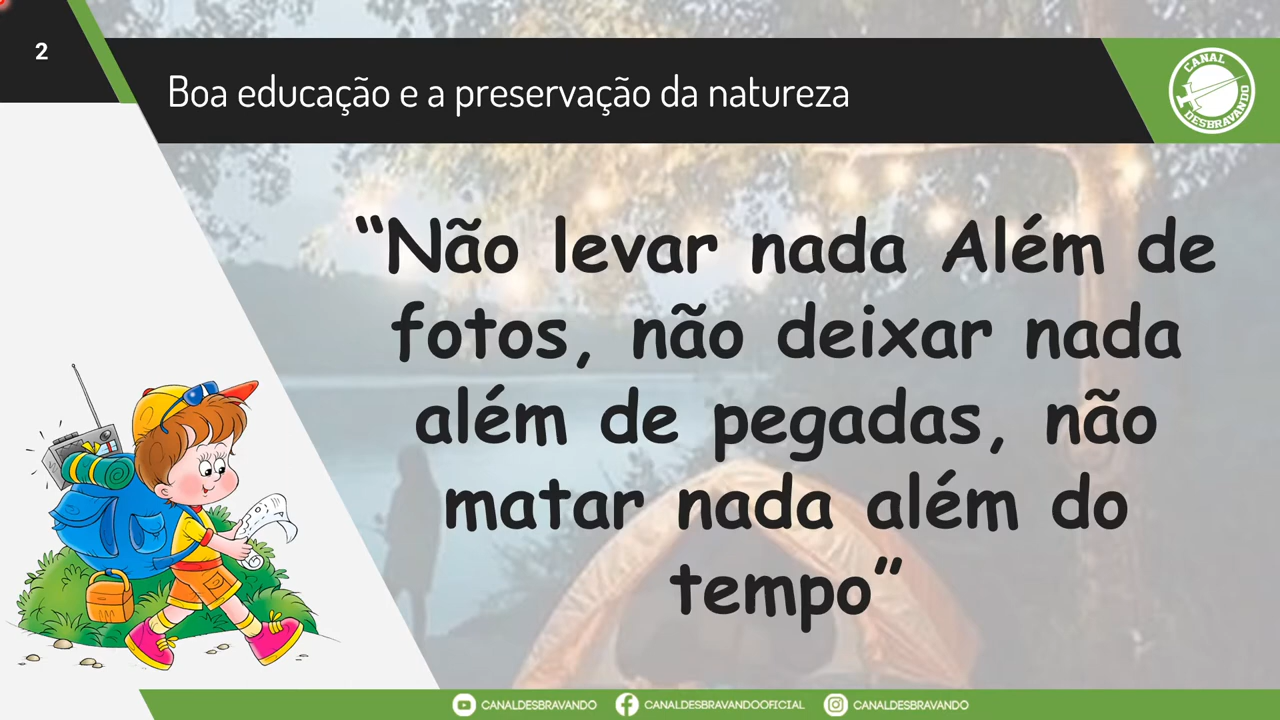 2
Boa educação e a preservação da natureza
CANAL
DESBRAVANDO
“Não levar nada Além de
fotos, não deixar nada
além de pegadas, não
matar nada além do
tempo”
CANALDESBRAVANDO CANALDESBRAVANDOOFICIAL CANALDESBRAVANDO